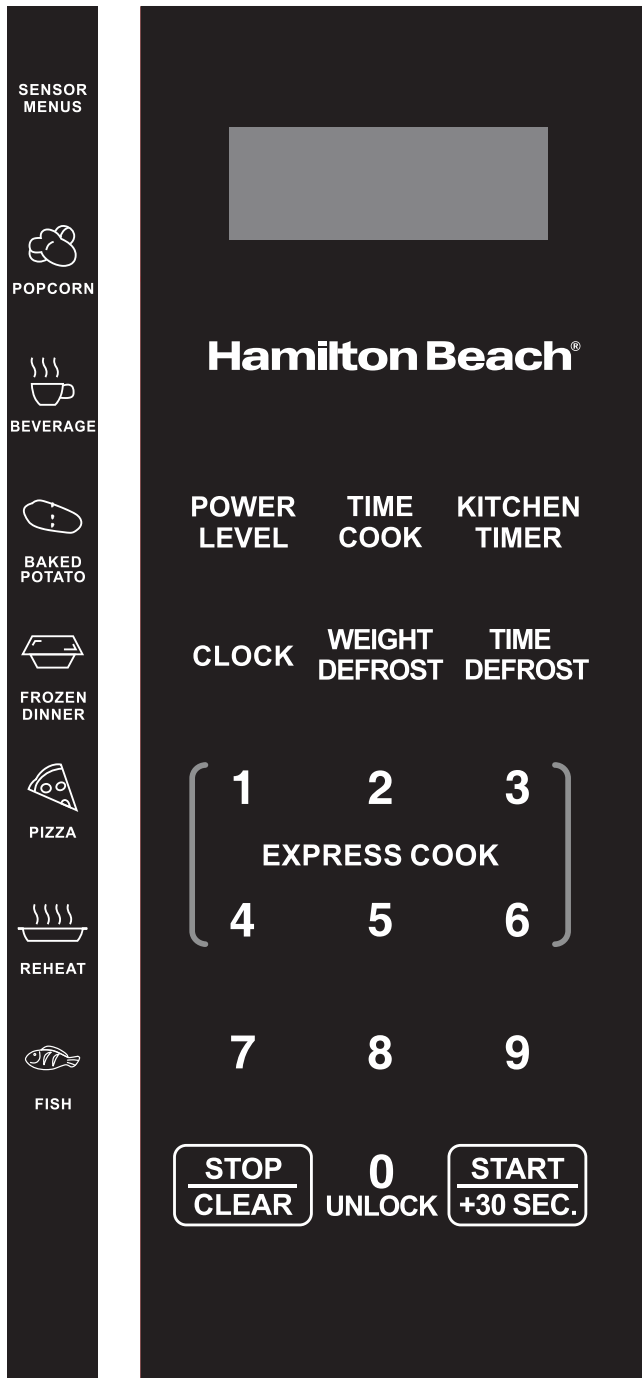 SENSOR
MENUS
POPCORN
BEVERAGE
BAKED
POTATO
FROZEN
DINNER
PIZZA
REHEAT
FISH
Hamilton Beach®
POWER
LEVEL
TIME
COOK
KITCHEN
TIMER
CLOCK
WEIGHT
DEFROST
TIME
DEFROST
1 2 3
EXPRESS COOK
4 5 6
7 8 9
STOP
CLEAR
0
UNLOCK
START
+30 SEC.